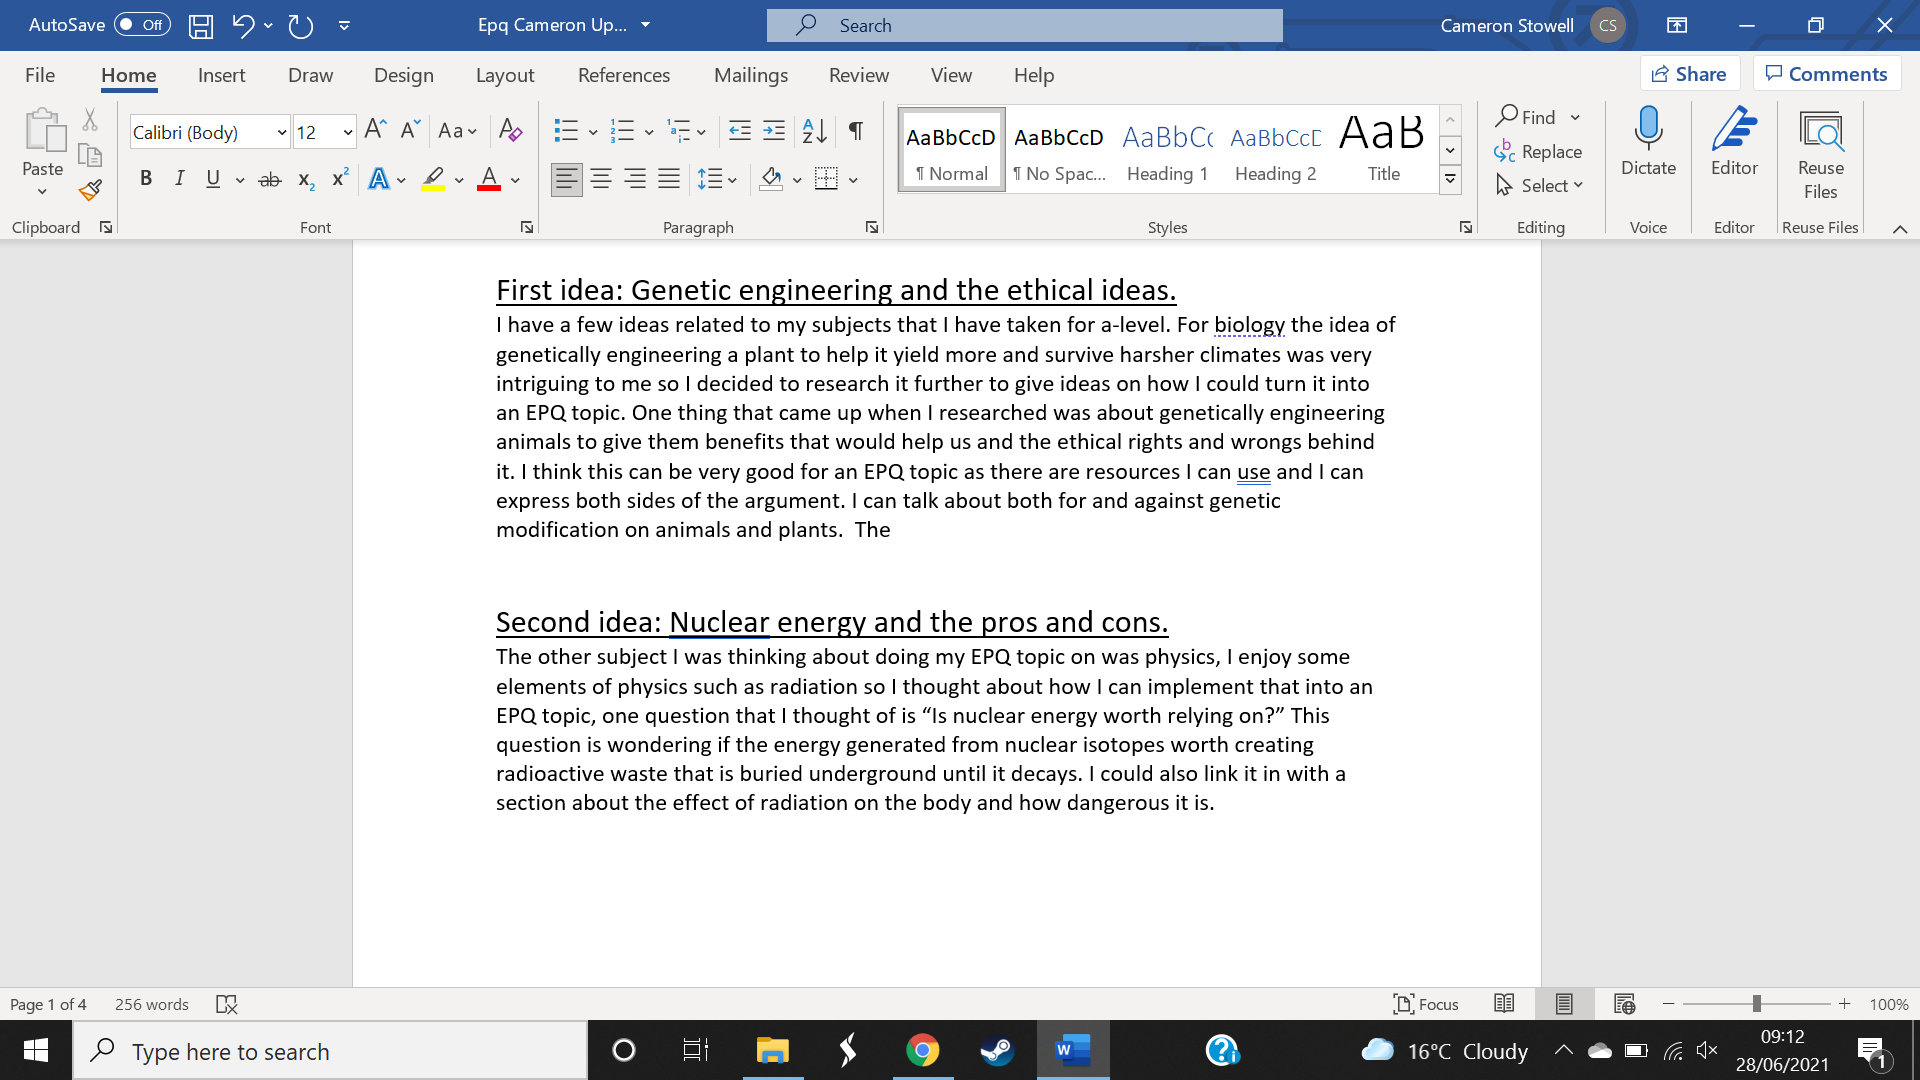 AutoSave Off Epq Cameron Up... Search Cameron Stowell CS
File Home Insert Draw Design Layout References Mailings Review View Help Share Comments
Paste
Clipboard
Calibri (Body) 12 Aa
B I U ab x2 x2 A A
Font
Paragraph
AaBbCcD AaBbCcD AaBbCc AaBbCcD AaB
¶ Normal ¶ No Spac... Heading 1 Heading 2 Title
Styles
Find
Replace
Select
Editing
Dictate
Voice
Editor
Editor
Reuse
Files
Reuse Files
First idea: Genetic engineering and the ethical ideas.
I have a few ideas related to my subjects that I have taken for a-level. For biology the idea of
genetically engineering a plant to help it yield more and survive harsher climates was very
intriguing to me so I decided to research it further to give ideas on how I could turn it into
an EPQ topic. One thing that came up when I researched was about genetically engineering
animals to give them benefits that would help us and the ethical rights and wrongs behind
it. I think this can be very good for an EPQ topic as there are resources I can use and I can
express both sides of the argument. I can talk about both for and against genetic
modification on animals and plants.  The
Second idea: Nuclear energy and the pros and cons.
The other subject I was thinking about doing my EPQ topic on was physics, I enjoy some
elements of physics such as radiation so I thought about how I can implement that into an
EPQ topic, one question that I thought of is “Is nuclear energy worth relying on?” This
question is wondering if the energy generated from nuclear isotopes worth creating
radioactive waste that is buried underground until it decays. I could also link it in with a
section about the effect of radiation on the body and how dangerous it is.
Page 1 of 4 256 words Focus 100%
Type here to search 16°C Cloudy 09:12
28/06/2021 1